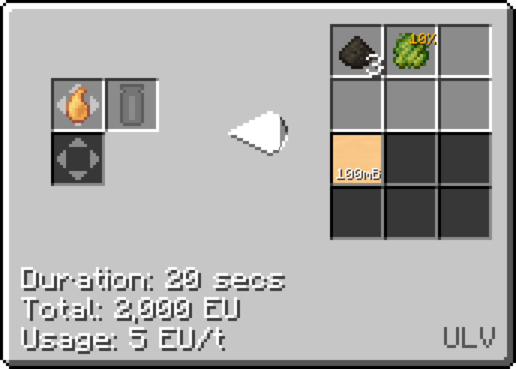 10%
3
100mB
Duration: 20 secs
Total: 2,000 EU
Usage: 5 EU/t
ULV